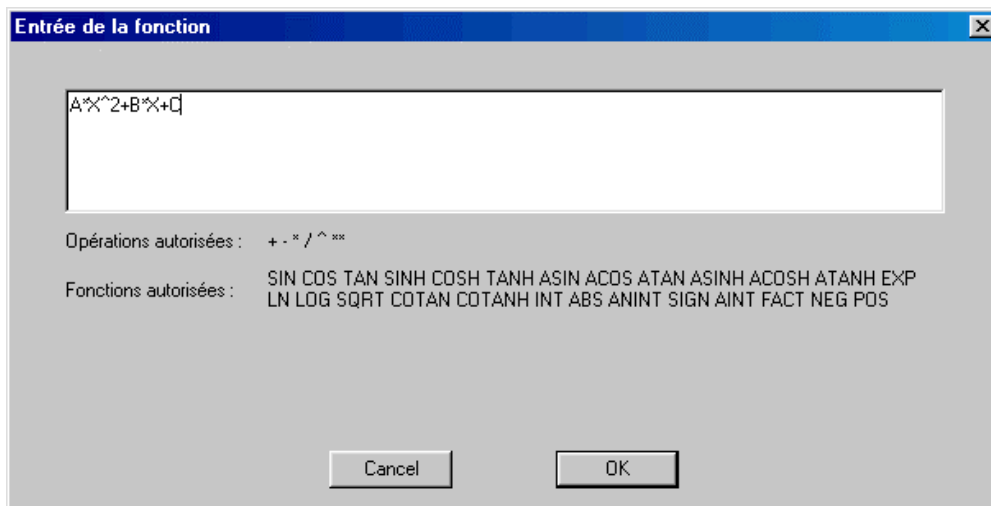 Entrée de la fonction
A*X^2+B*X+C
Opérations autorisées : + - * / ^ **
Fonctions autorisées : SIN COS TAN SINH COSH TANH ASIN ACOS ATAN ASINH ACOSH ATANH EXP
LN LOG SQRT COTAN COTANH INT ABS ANINT SIGN AINT FACT NEG POS
Cancel OK